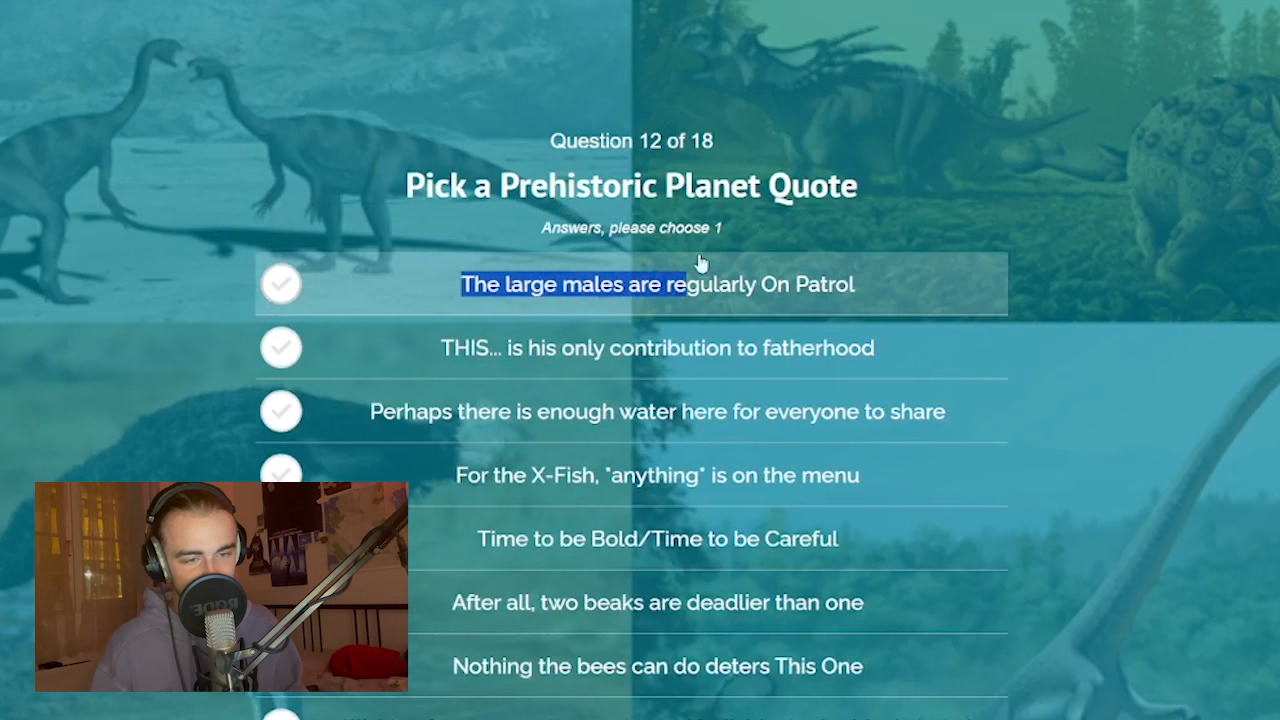 Question 12 of 18
Pick a Prehistoric Planet Quote
Answers, please choose 1
The large males are regularly On Patrol
THIS... is his only contribution to fatherhood
Perhaps there is enough water here for everyone to share
For the X-Fish, *anything* is on the menu
Time to be Bold/Time to be Careful
After all, two beaks are deadlier than one
Nothing the bees can do deters This One
RODE